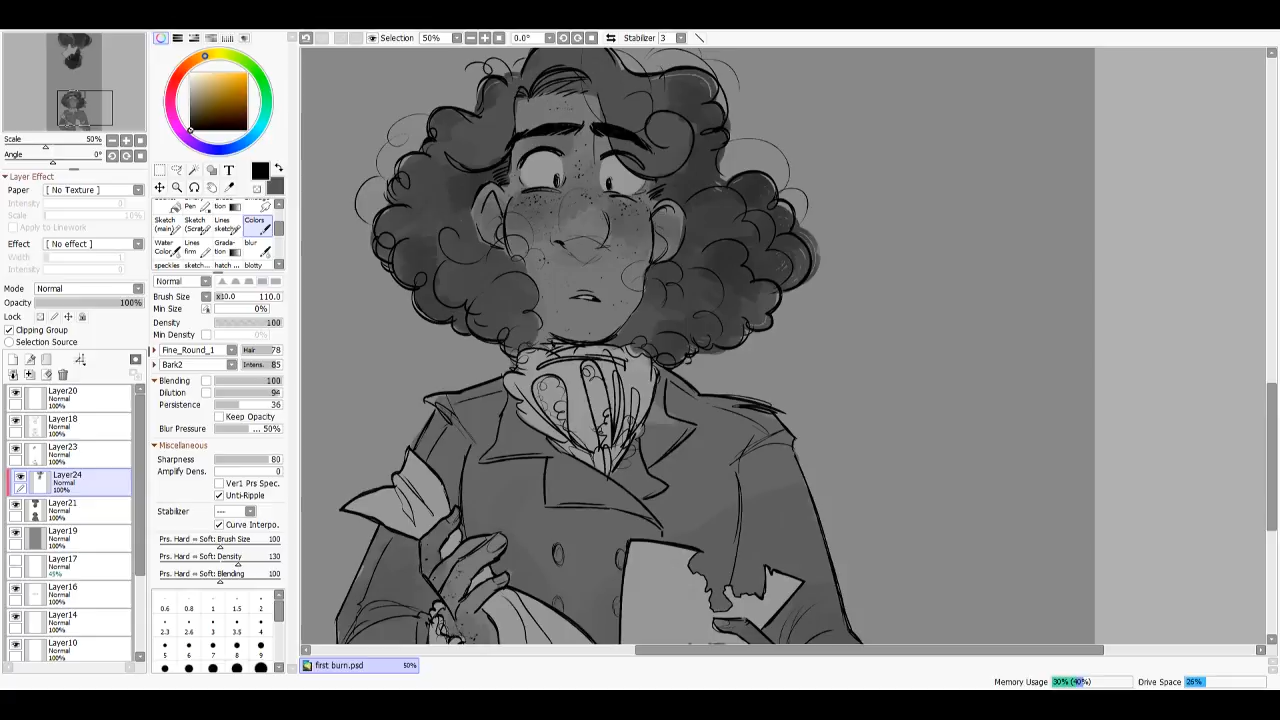 Selection 50% 0.0° Stabilizer 3
Scale 50%
Angle 0°
Layer Effect
Paper [ No Texture ]
Intensity 0
Scale 10%
Apply to Linework
Effect [ No effect ]
Width 1
Intensity 0
Mode Normal
Opacity 100%
Lock
Clipping Group
Selection Source
Layer20
Normal
100%
Layer18
Normal
100%
Layer23
Normal
100%
Layer24
Normal
100%
Layer21
Normal
100%
Layer19
Normal
100%
Layer17
Normal
45%
Layer16
Normal
100%
Layer14
Normal
100%
Layer10
Normal
100%
T
Pen tion
Sketch (main) Sketch (Scrat Lines sketchy Colors
Water Color Lines firm Grada- tion blur
speckles sketch... hatch ... blotty
Normal
Brush Size x10.0 110.0
Min Size 0%
Density 100
Min Density 0%
Fine_Round_1 Hair 78
Bark2 Intens. 85
Blending 100
Dilution 94
Persistence 36
Keep Opacity
Blur Pressure ... 50%
Miscellaneous
Sharpness 80
Amplify Dens. 0
Ver1 Prs Spec.
Unti-Ripple
Stabilizer ---
Curve Interpo.
Prs. Hard ⇔ Soft: Brush Size 100
Prs. Hard ⇔ Soft: Density 130
Prs. Hard ⇔ Soft: Blending 100
0.6 0.8 1 1.5 2
2.3 2.6 3 3.5 4
5 6 7 8 9
first burn.psd 50%
Memory Usage 30% (40%) Drive Space 26%